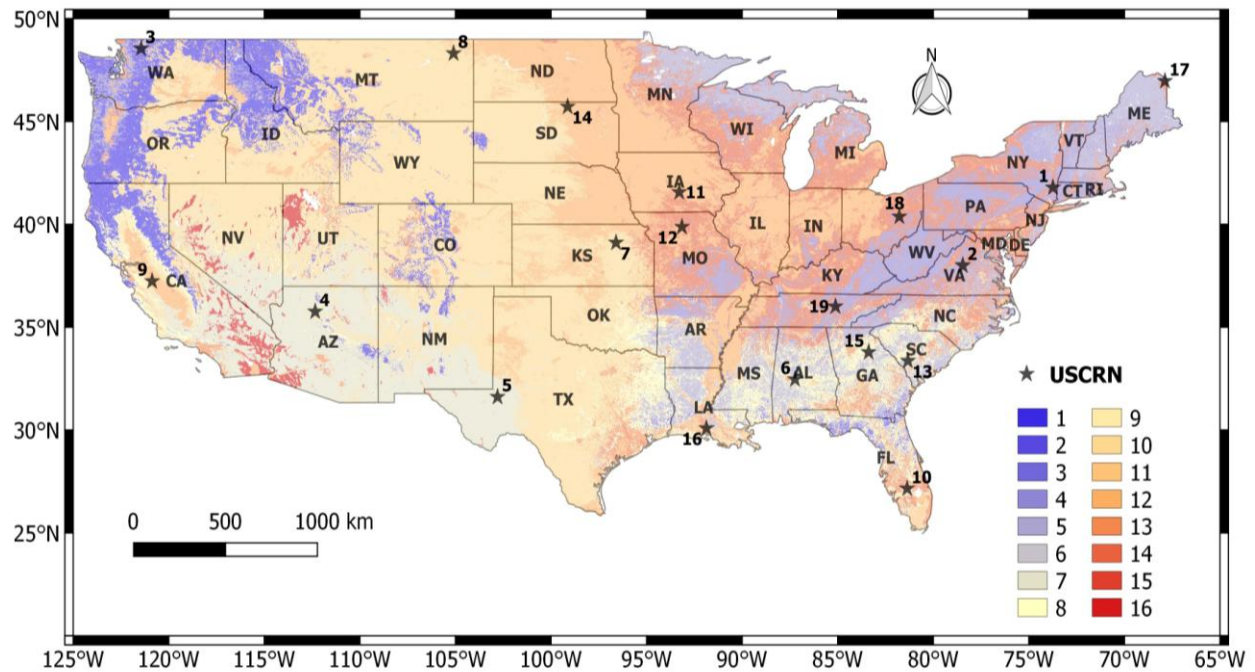 50°N
45°N
40°N
35°N
30°N
25°N
3
8
17
N
WA
MT
ND
MN
ME
14
OR
ID
SD
WI
VT
NY
WY
MI
1
CT RI
IA
11
NE
18
PA
NJ
NV
UT
CO
IL
IN
12
MO
WV
MD DE
2
VA
KS
7
KY
9
CA
4
19
OK
AR
NC
AZ
NM
15
SC
6
MS
AL
GA
13
5
TX
LA
16
FL
10
USCRN
0 500 1000 km
1 9
2 10
3 11
4 12
5 13
6 14
7 15
8 16
125°W 120°W 115°W 110°W 105°W 100°W 95°W 90°W 85°W 80°W 75°W 70°W 65°W